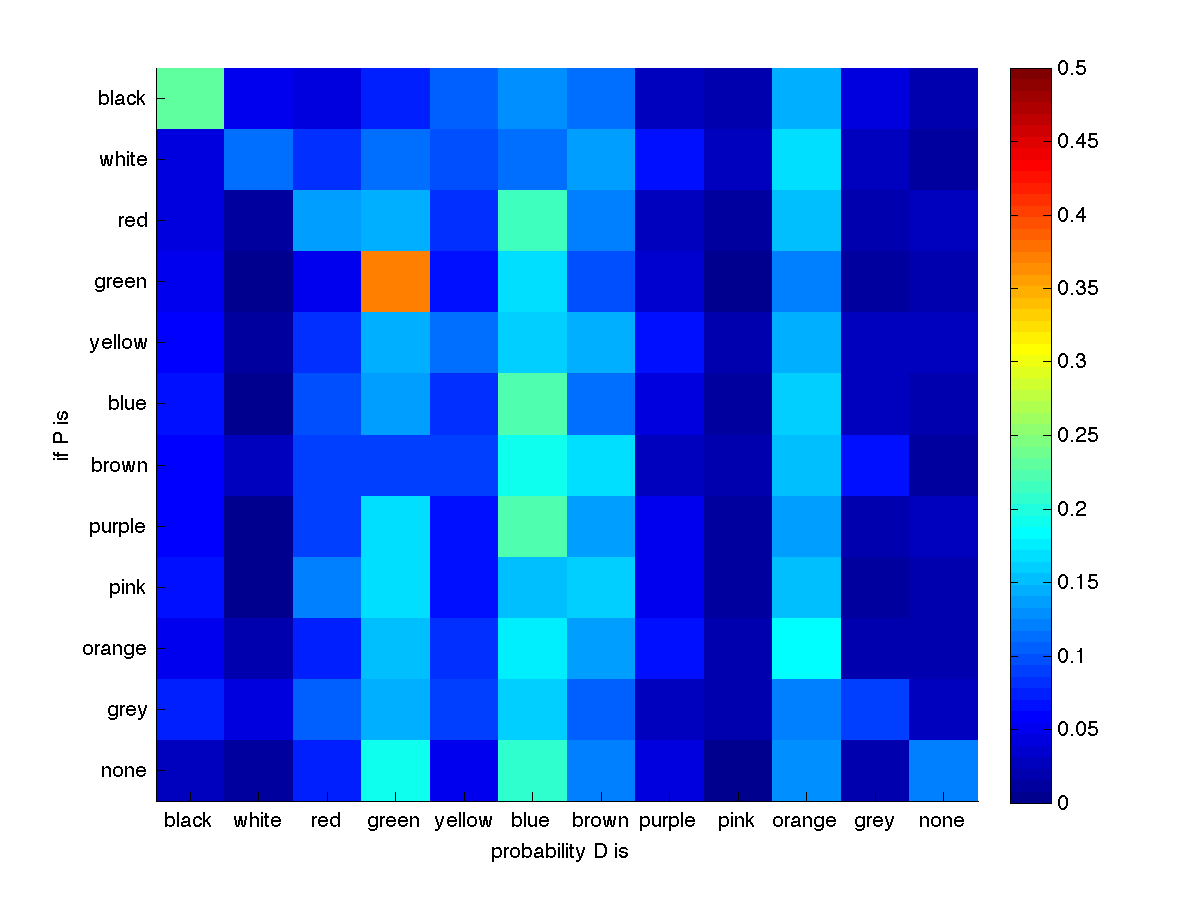 if P is
black
white
red
green
yellow
blue
brown
purple
pink
orange
grey
none
black white red green yellow blue brown purple pink orange grey none
probability D is
0.5
0.45
0.4
0.35
0.3
0.25
0.2
0.15
0.1
0.05
0